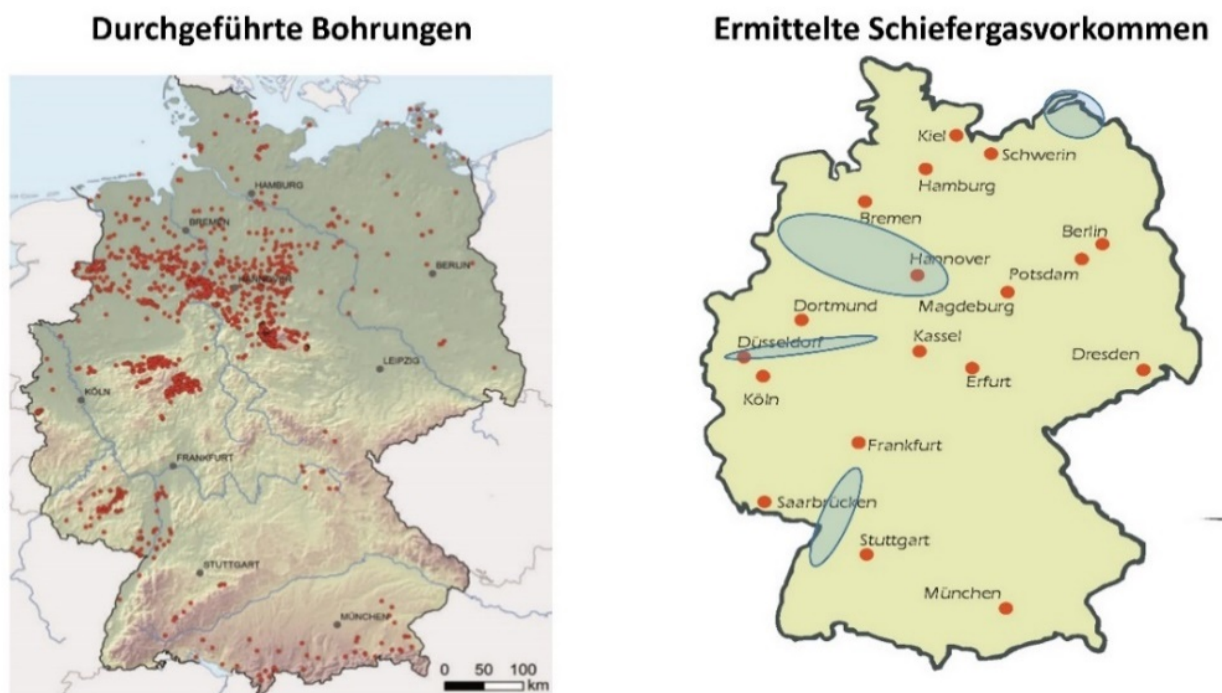 Durchgeführte Bohrungen
HAMBURG
BREMEN
BERLIN
LEIPZIG
KÖLN
FRANKFURT
STUTTGART
MÜNCHEN
0 50 100
km
Ermittelte Schiefergasvorkommen
Kiel
Schwerin
Hamburg
Bremen
Berlin
Hannover
Potsdam
Magdeburg
Dortmund
Düsseldorf
Kassel
Dresden
Erfurt
Köln
Frankfurt
Saarbrücken
Stuttgart
München